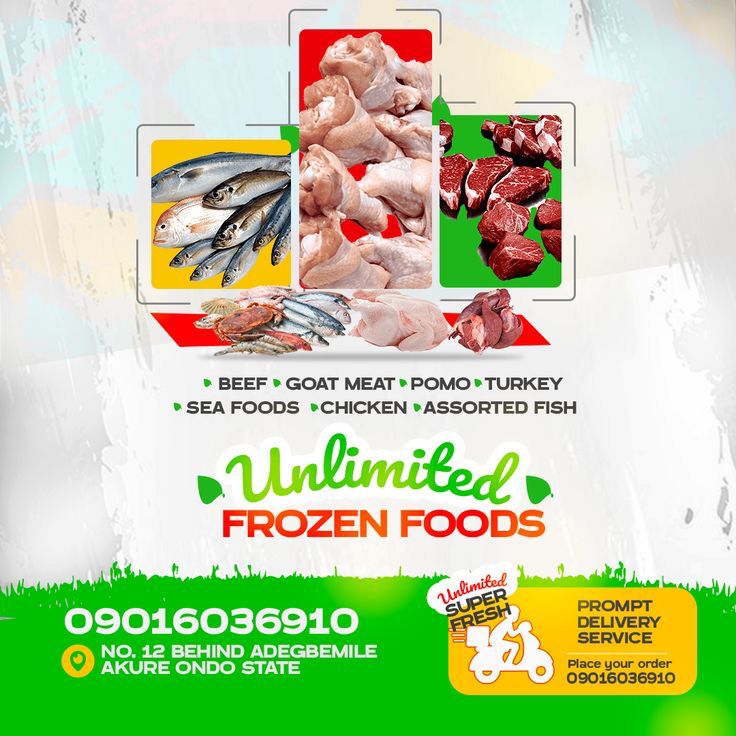 BEEF GOAT MEAT POMO TURKEY
SEA FOODS CHICKEN ASSORTED FISH
Unlimited
FROZEN FOODS
09016036910
NO. 12 BEHIND ADEGBEMILE
AKURE ONDO STATE
Unlimited
SUPER
FRESH
PROMPT
DELIVERY
SERVICE
Place your order
09016036910